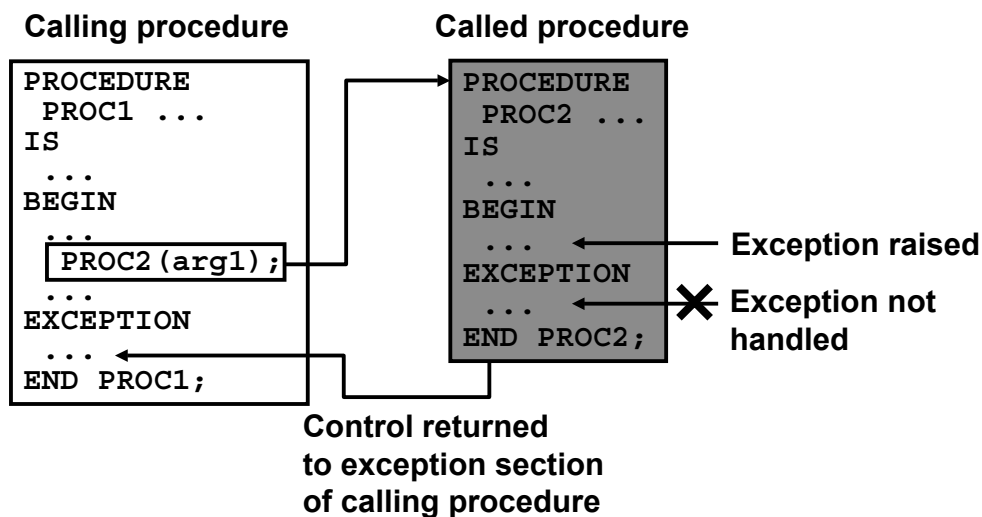 Calling procedure
PROCEDURE
PROC1 ...
IS
...
BEGIN
...
PROC2(arg1);
...
EXCEPTION
...
END PROC1;
Called procedure
PROCEDURE
PROC2 ...
IS
...
BEGIN
...
EXCEPTION
...
END PROC2;
Exception raised
Exception not
handled
Control returned
to exception section
of calling procedure